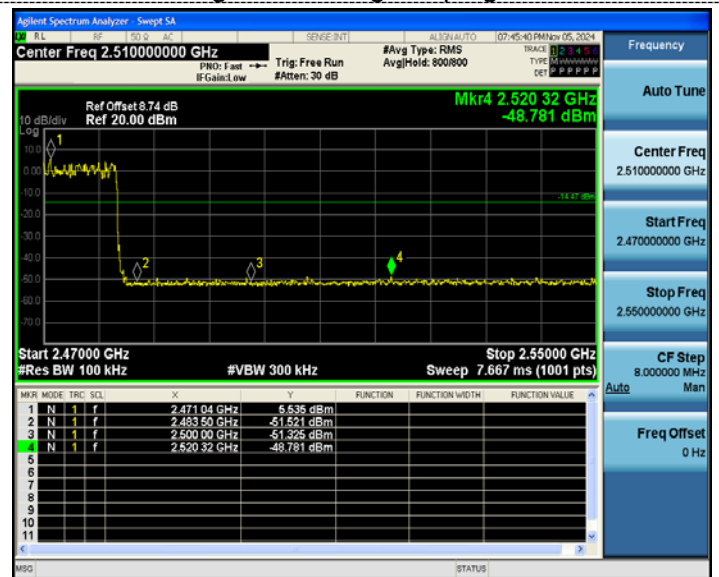 Agilent Spectrum Analyzer - Swept SA
RL RF 50 Ω AC SENSE:INT ALIGN AUTO 07:45:40 PM Nov 05, 2024
Center Freq 2.510000000 GHz
PNO: Fast
IFGain:Low
Trig: Free Run
#Atten: 30 dB
#Avg Type: RMS
Avg|Hold: 800/800
TRACE 1 2 3 4 5 6
TYPE M
DET P P P P P P
Ref Offset 8.74 dB
10 dB/div Ref 20.00 dBm
Log
Mkr4 2.520 32 GHz
-48.781 dBm
10.0
0.00
-10.0
-20.0
-30.0
-40.0
-50.0
-60.0
-70.0
1
2
3
4
-14.47 dBm
Start 2.47000 GHz Stop 2.55000 GHz
#Res BW 100 kHz #VBW 300 kHz Sweep 7.667 ms (1001 pts)
MKR MODE TRC SCL X Y FUNCTION FUNCTION WIDTH FUNCTION VALUE
1 N 1 f 2.471 04 GHz 5.535 dBm
2 N 1 f 2.483 50 GHz -51.521 dBm
3 N 1 f 2.500 00 GHz -51.325 dBm
4 N 1 f 2.520 32 GHz -48.781 dBm
5
6
7
8
9
10
11
MSG STATUS
Frequency
Auto Tune
Center Freq
2.510000000 GHz
Start Freq
2.470000000 GHz
Stop Freq
2.550000000 GHz
CF Step
8.000000 MHz
Auto Man
Freq Offset
0 Hz